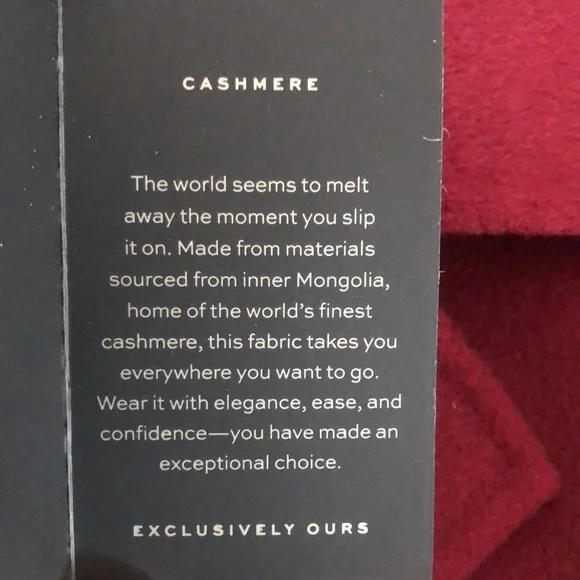 CASHMERE
The world seems to melt
away the moment you slip
it on. Made from materials
sourced from inner Mongolia,
home of the world's finest
cashmere, this fabric takes you
everywhere you want to go.
Wear it with elegance, ease, and
confidence—you have made an
exceptional choice.
EXCLUSIVELY OURS